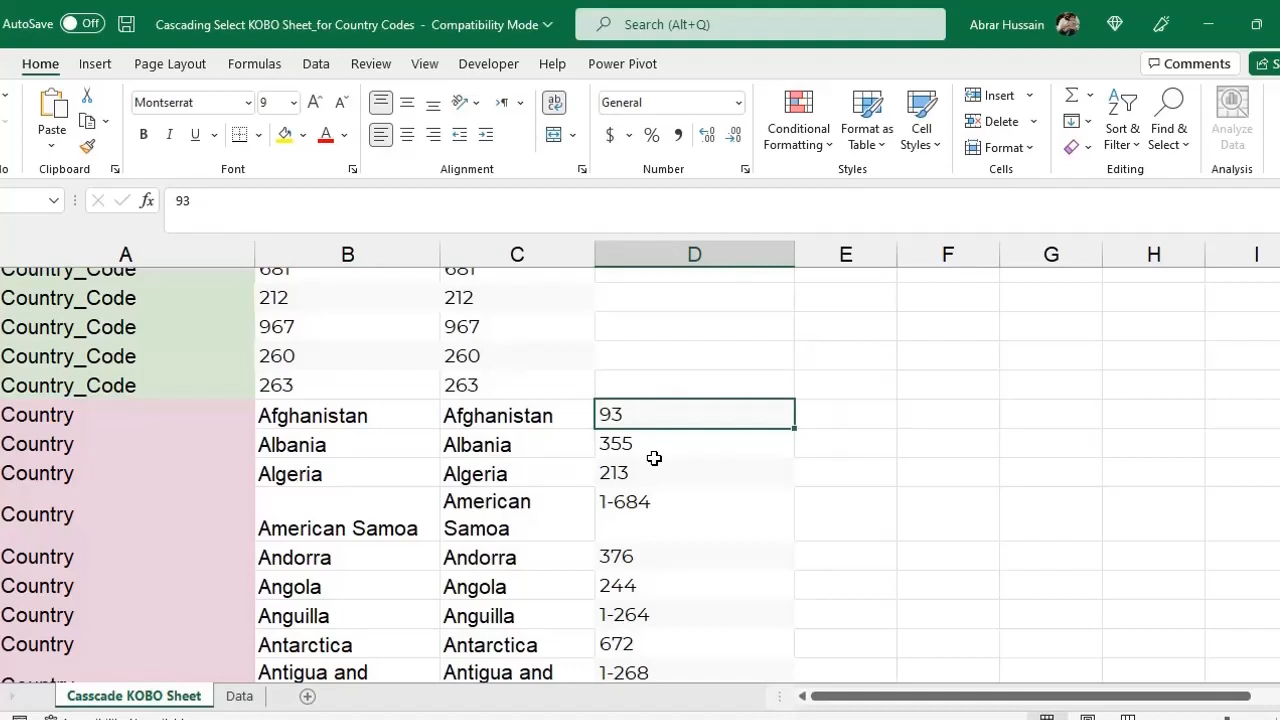 AutoSave Off Cascading Select KOBO Sheet_for Country Codes - Compatibility Mode Search (Alt+Q) Abrar Hussain
Home Insert Page Layout Formulas Data Review View Developer Help Power Pivot Comments S
Montserrat 9 General Insert
Paste B I U $ % Conditional Formatting Format as Table Cell Styles Delete Format Sort & Filter Find & Select Analyze Data
Clipboard Font Alignment Number Styles Cells Editing Analysis
fx 93
A B C D E F G H I
Country_Code 681 681
Country_Code 212 212
Country_Code 967 967
Country_Code 260 260
Country_Code 263 263
Country Afghanistan Afghanistan 93
Country Albania Albania 355
Country Algeria Algeria 213
Country American Samoa American Samoa 1-684
Country Andorra Andorra 376
Country Angola Angola 244
Country Anguilla Anguilla 1-264
Country Antarctica Antarctica 672
Antigua and Antigua and 1-268
Casscade KOBO Sheet Data